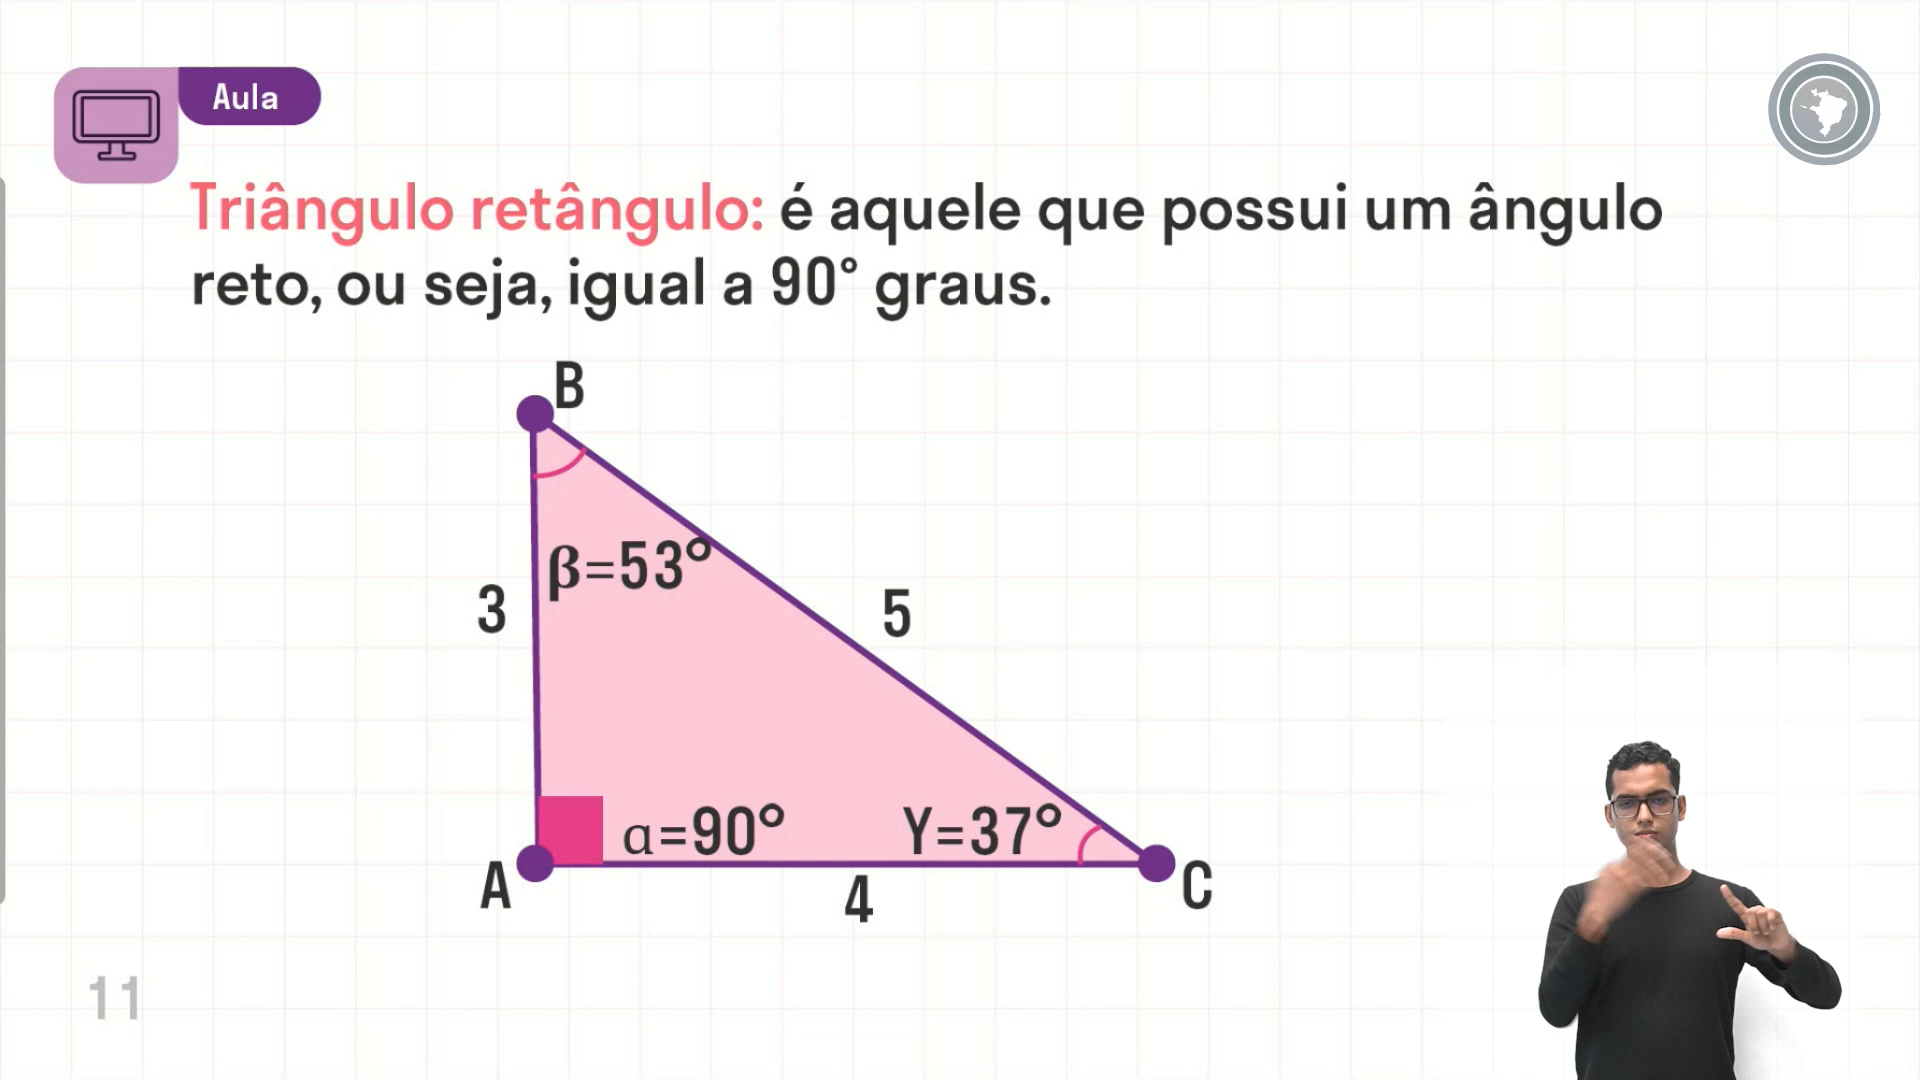 Aula
Triângulo retângulo: é aquele que possui um ângulo
reto, ou seja, igual a 90° graus.
B
β=53°
3
5
α=90°
Y=37°
A
4
C
11